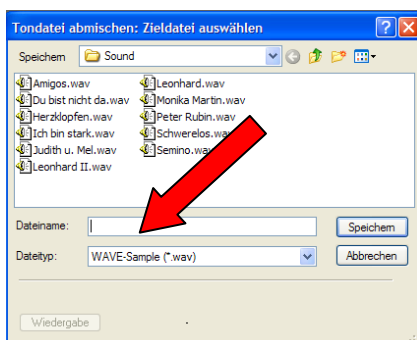 Tondatei abmischen: Zieldatei auswählen
Speichern
Sound
Amigos.wav
Du bist nicht da.wav
Herzklopfen.wav
Ich bin stark.wav
Judith u. Mel.wav
Leonhard II.wav
Leonhard.wav
Monika Martin.wav
Peter Rubin.wav
Schwerelos.wav
Semino.wav
Dateiname:
Speichern
Dateityp:
WAVE-Sample (*.wav)
Abbrechen
Wiedergabe